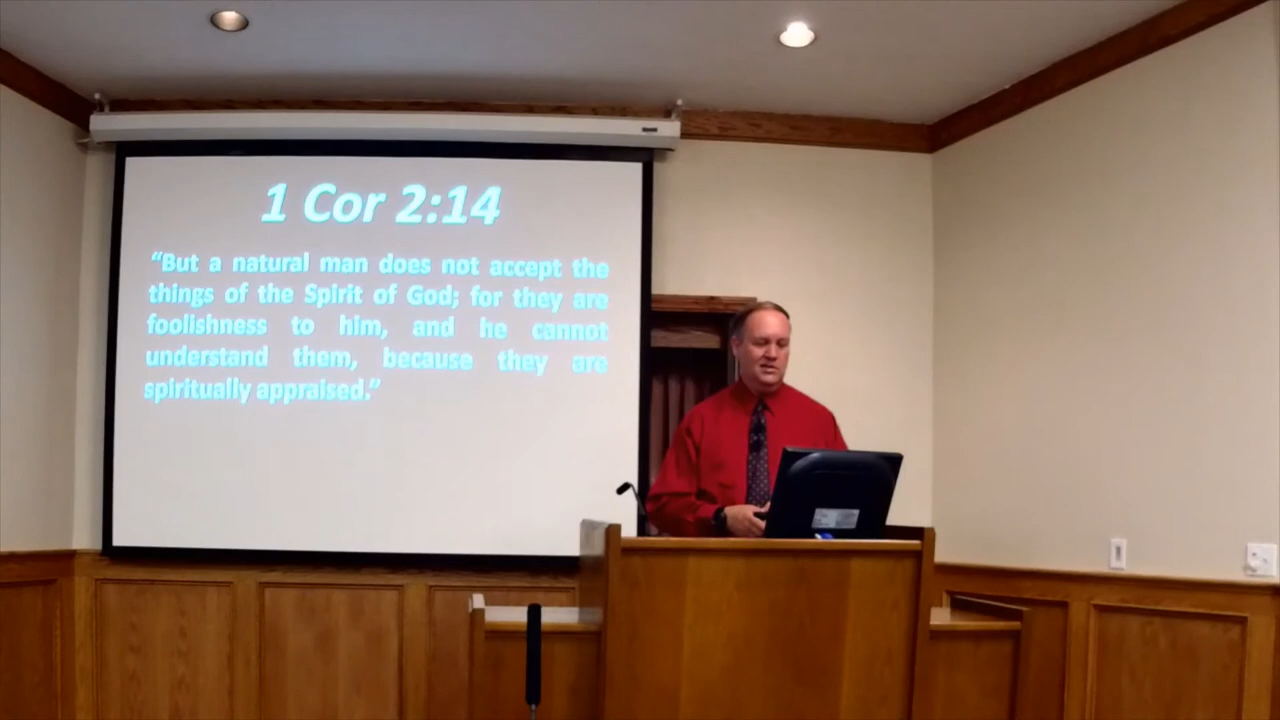 1 Cor 2:14
“But a natural man does not accept the
things of the Spirit of God; for they are
foolishness to him, and he cannot
understand them, because they are
spiritually appraised.”